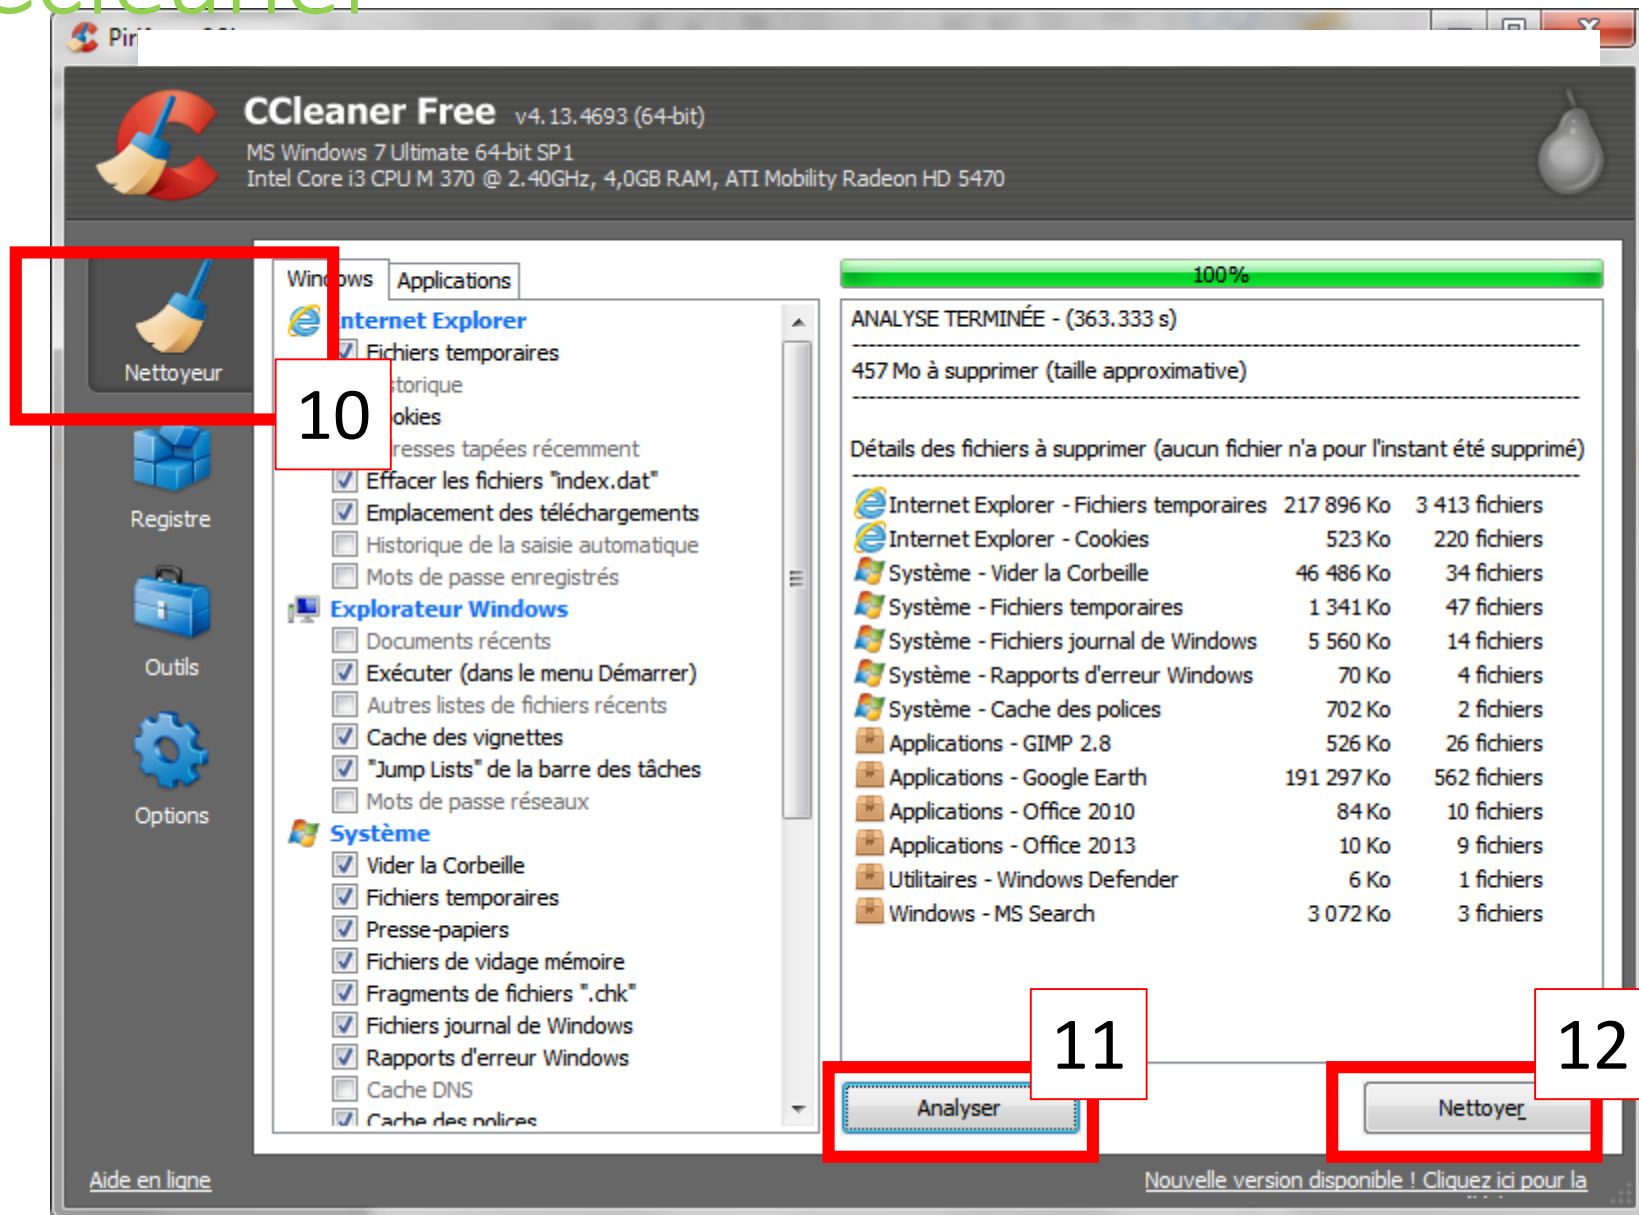 CCleaner Free v4.13.4693 (64-bit)
MS Windows 7 Ultimate 64-bit SP1
Intel Core i3 CPU M 370 @ 2.40GHz, 4,0GB RAM, ATI Mobility Radeon HD 5470
Nettoyeur
10
Registre
Outils
Options
Windows Applications
Internet Explorer
Fichiers temporaires
Effacer les fichiers "index.dat"
Emplacement des téléchargements
tapées récemment
Historique de la saisie automatique
Mots de passe enregistrés
Explorateur Windows
Documents récents
Exécuter (dans le menu Démarrer)
Autres listes de fichiers récents
Cache des vignettes
"Jump Lists" de la barre des tâches
Mots de passe réseaux
Système
Vider la Corbeille
Fichiers temporaires
Presse-papiers
Fichiers de vidage mémoire
Fragments de fichiers ".chk"
Fichiers journal de Windows
Rapports d'erreur Windows
Cache DNS
Cache des polices
100%
ANALYSE TERMINÉE - (363.333 s)
457 Mo à supprimer (taille approximative)
Détails des fichiers à supprimer (aucun fichier n'a pour l'instant été supprimé)
Internet Explorer - Fichiers temporaires 217 896 Ko 3 413 fichiers
Internet Explorer - Cookies 523 Ko 220 fichiers
Système - Vider la Corbeille 46 486 Ko 34 fichiers
Système - Fichiers temporaires 1 341 Ko 47 fichiers
Système - Fichiers journal de Windows 5 560 Ko 14 fichiers
Système - Rapports d'erreur Windows 70 Ko 4 fichiers
Système - Cache des polices 702 Ko 2 fichiers
Applications - GIMP 2.8 526 Ko 26 fichiers
Applications - Google Earth 191 297 Ko 562 fichiers
Applications - Office 2010 84 Ko 10 fichiers
Applications - Office 2013 10 Ko 9 fichiers
Utilitaires - Windows Defender 6 Ko 1 fichiers
Windows - MS Search 3 072 Ko 3 fichiers
11
12
Analyser
Nettoyer
Aide en ligne
Nouvelle version disponible ! Cliquez ici pour la